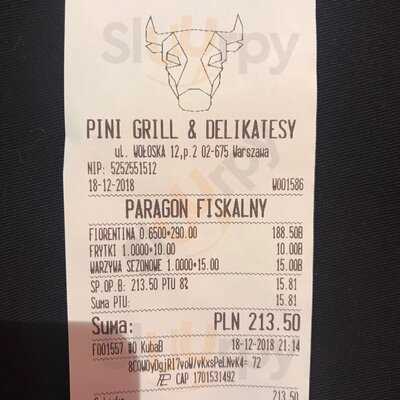 PINI GRILL & DELIKATESY
ul. WOŁOSKA 12,p.2 02-675 Warszawa
NIP: 5252551512
18-12-2018 W001586
PARAGON FISKALNY
FIORENTINA 0.6500*290.00 188.50B
FRYTKI 1.0000*10.00 10.00B
WARZYWA SEZONOWE 1.0000*15.00 15.00B
SP.OP.B: 213.50 PTU 8% 15.81
Suma PTU: 15.81
Suma: PLN 213.50
F001557 #0 KubaB 18-12-2018 21:14
CAP 1701531492
213.50